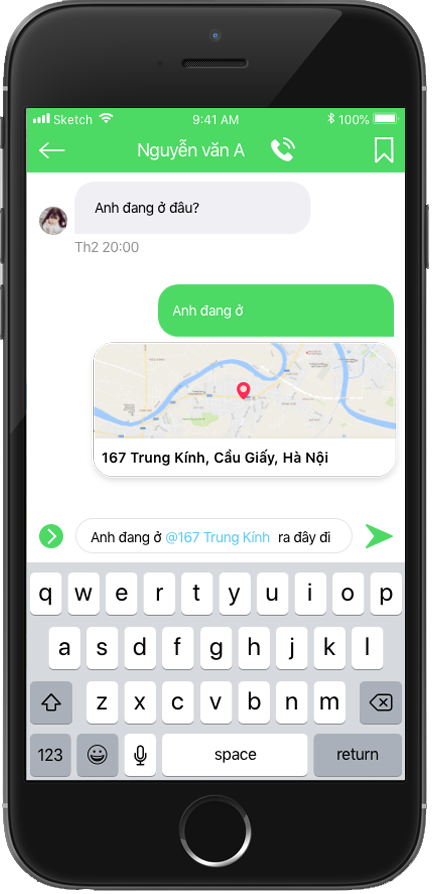 Sketch 9:41 AM 100%
Nguyễn văn A
Anh đang ở đâu?
Th2 20:00
Anh đang ở
167 Trung Kính, Cầu Giấy, Hà Nội
Anh đang ở @167 Trung Kính ra đây đi
q w e r t y u i o p
a s d f g h j k l
z x c v b n m
123 space return